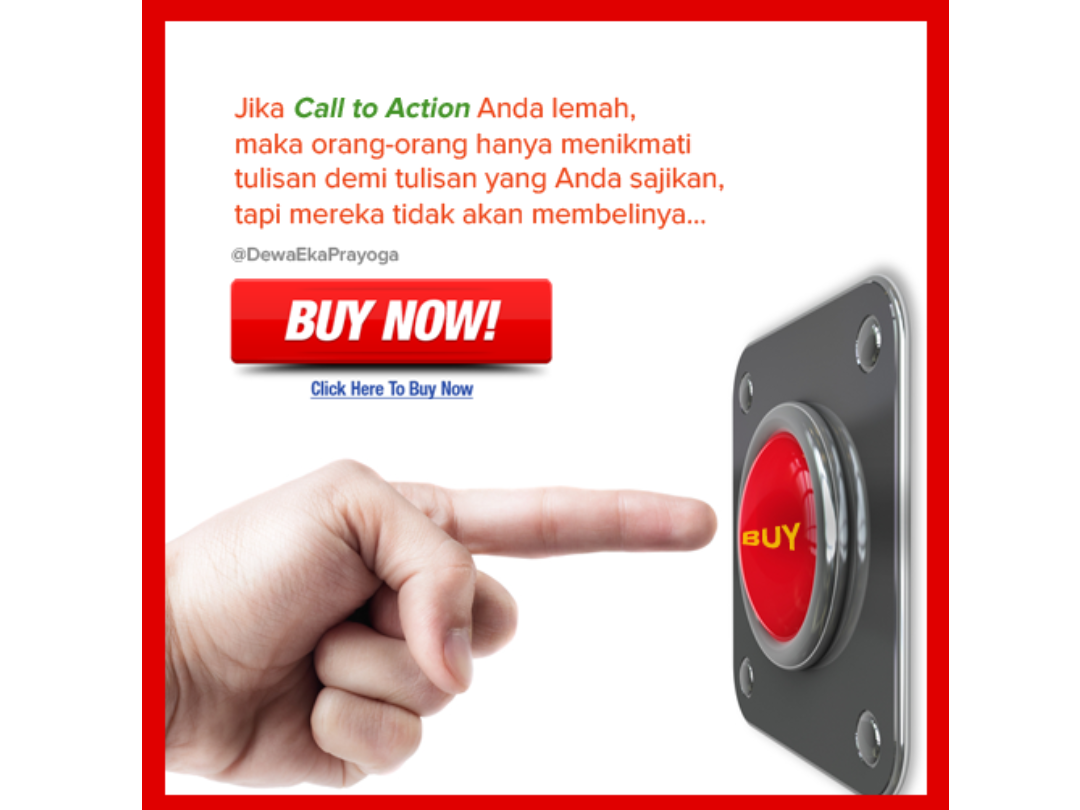 Jika Call to Action Anda lemah,
maka orang-orang hanya menikmati
tulisan demi tulisan yang Anda sajikan,
tapi mereka tidak akan membelinya...
@DewaEkaPrayoga
BUY NOW!
Click Here To Buy Now
BUY